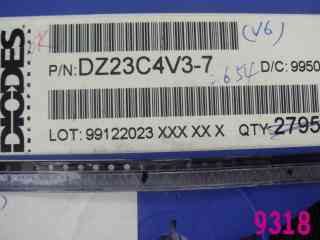 (V6)
P/N: DZ23C4V3-7
D/C: 9950
DIODES
LOT: 99122023 XXX XX X QTY: 2795
9318